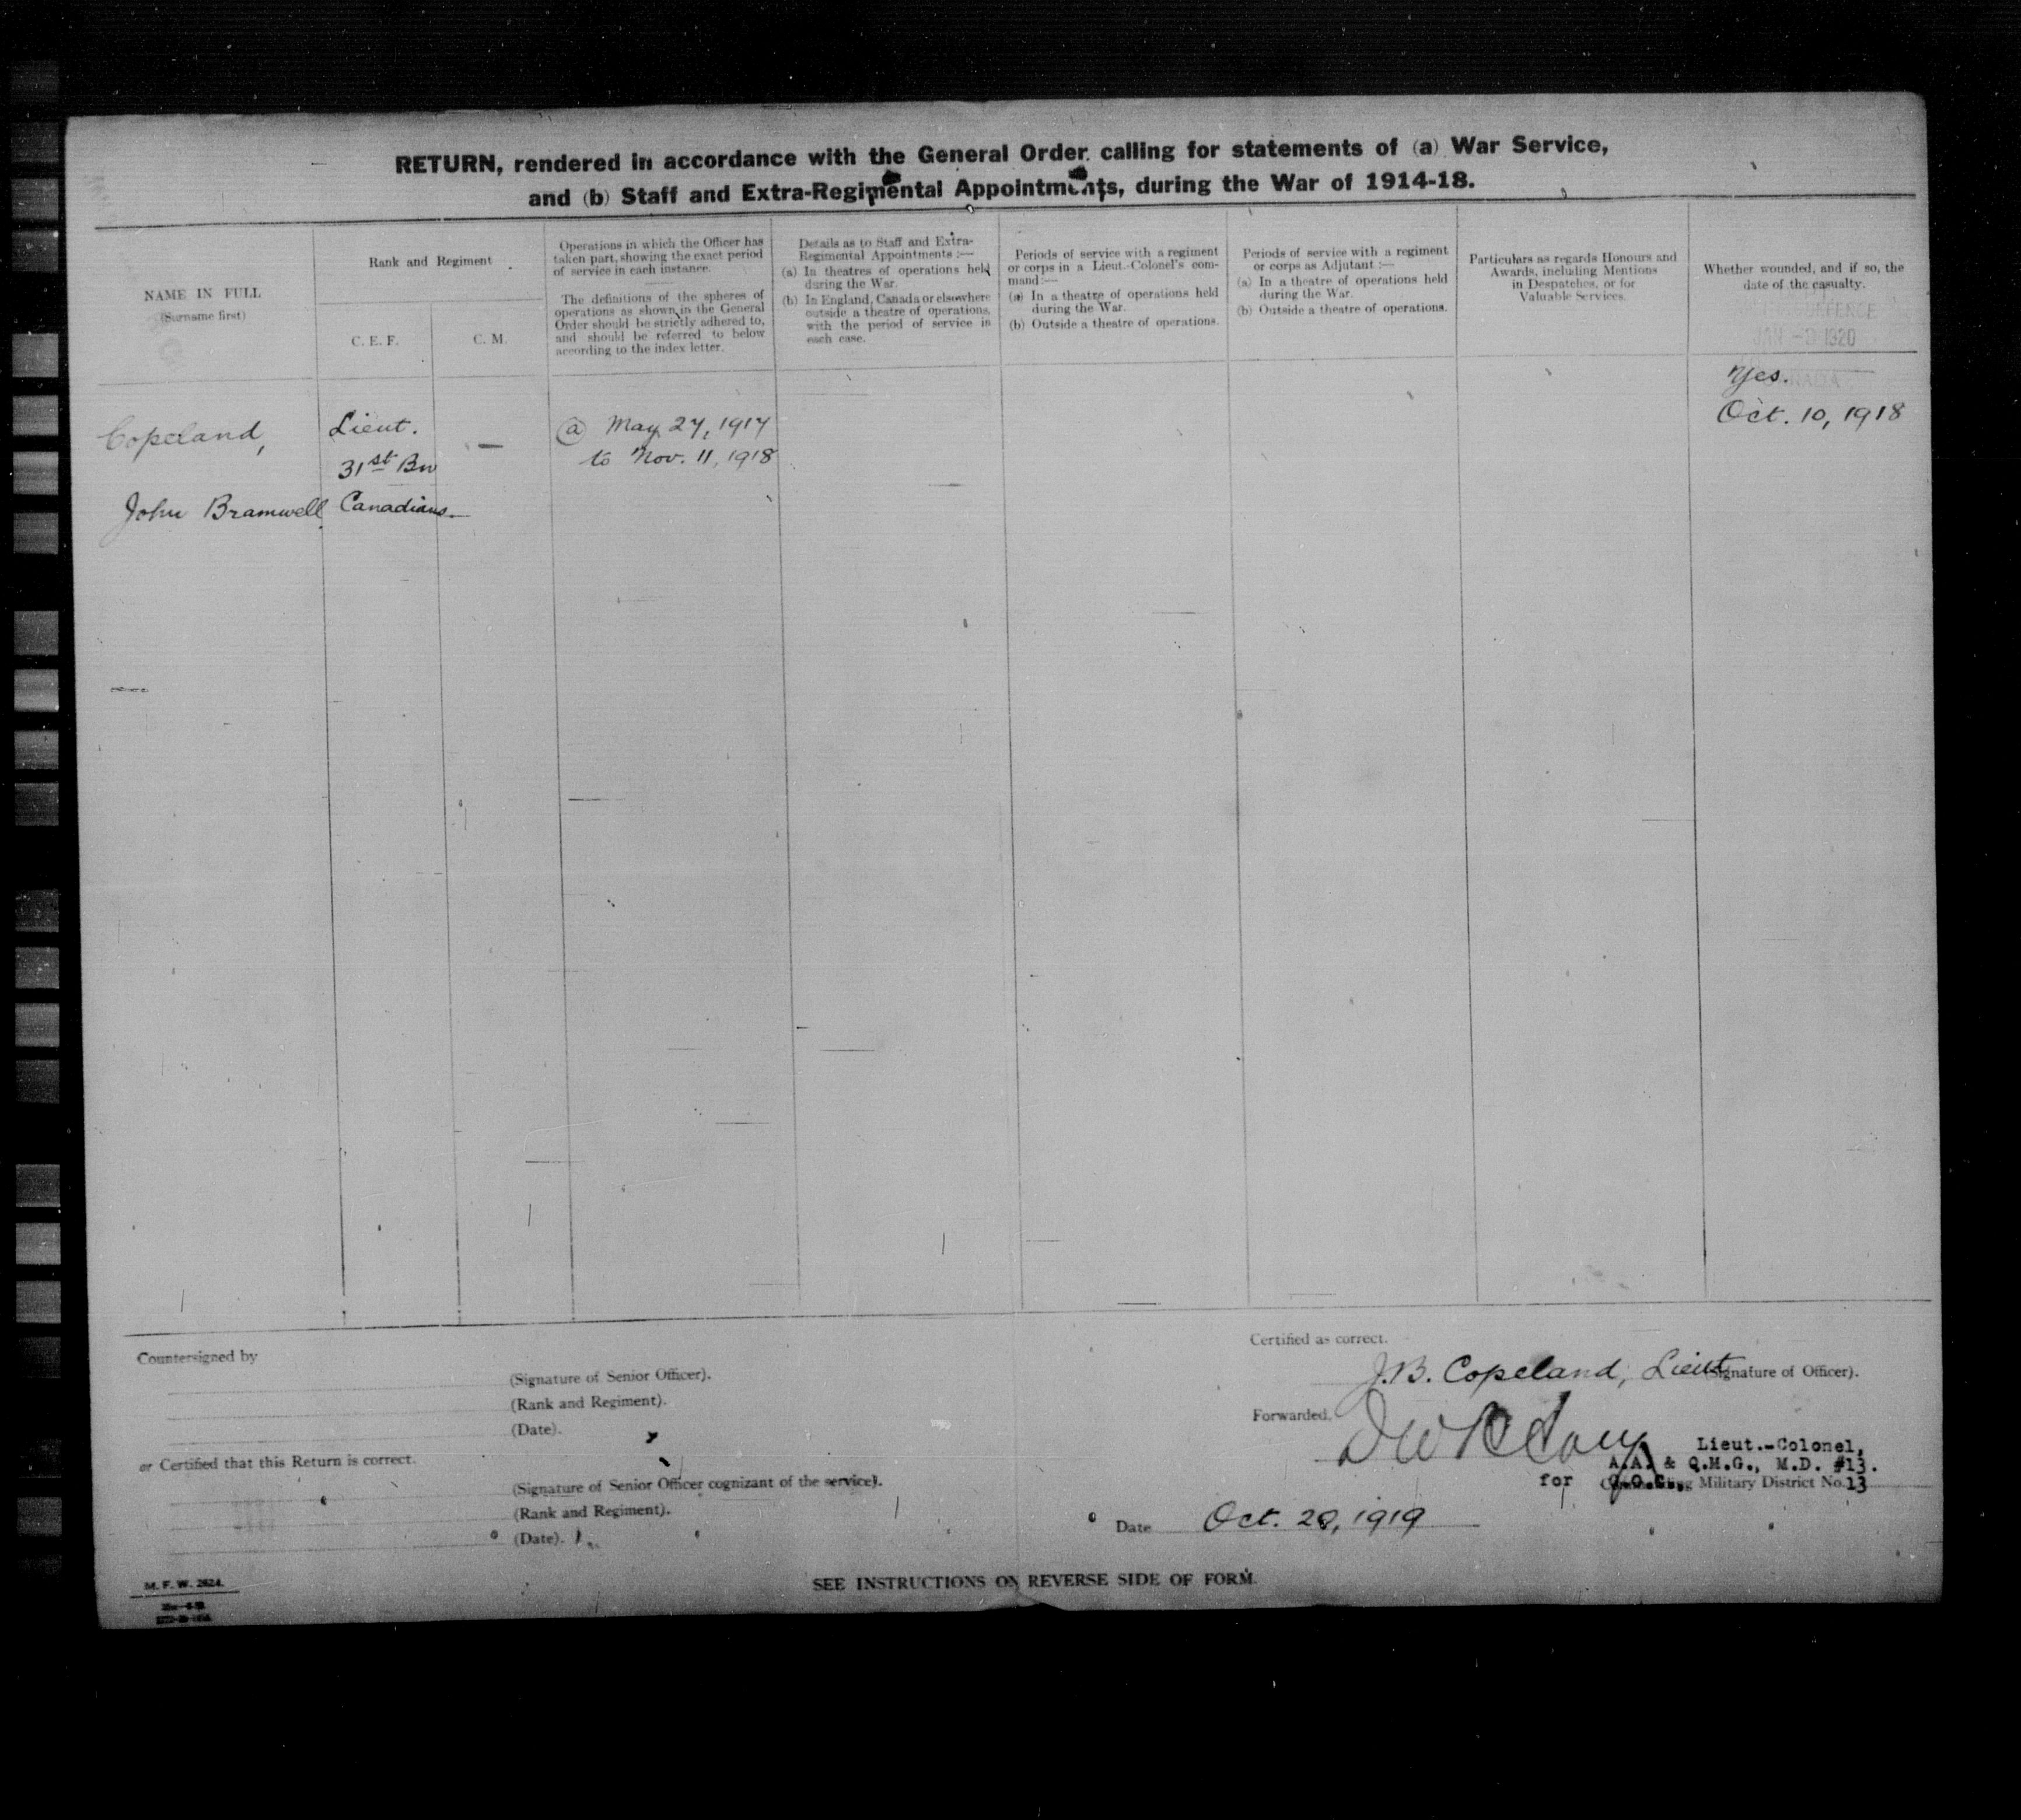 RETURN, rendered in accordance with the General Order calling for statements of (a) War Service,
and (b) Staff and Extra-Regimental Appointments, during the War of 1914-18.
NAME IN FULL
(Surname first)
Rank and Regiment
C. E. F.
C. M.
Operations in which the Officer has
taken part, showing the exact period
of service in each instance.
The definitions of the spheres of
operations as shown in the General
Order should be strictly adhered to,
and should be referred to below
according to the index letter.
Details as to Staff and Extra-
Regimental Appointments :—
(a) In theatres of operations held
during the War.
(b) In England, Canada or elsewhere
outside a theatre of operations,
with the period of service in
each case.
Periods of service with a regiment
or corps in a Lieut.-Colonel's com-
mand :—
(a) In a theatre of operations held
during the War.
(b) Outside a theatre of operations.
Periods of service with a regiment
or corps as Adjutant :—
(a) In a theatre of operations held
during the War.
(b) Outside a theatre of operations.
Particulars as regards Honours and
Awards, including Mentions
in Despatches, or for
Valuable Services.
Whether wounded, and if so, the
date of the casualty.
DEFENCE
JAN 1920
CANADA
Copeland,
John Bramwell
Lieut.
31st Bn
Canadians
—
(a) May 27, 1917
to Nov. 11, 1918
Yes.
Oct. 10, 1918
Countersigned by
(Signature of Senior Officer).
(Rank and Regiment).
(Date).
or Certified that this Return is correct.
(Signature of Senior Officer cognizant of the service).
(Rank and Regiment).
(Date).
Certified as correct.
J.B. Copeland, Lieut (Signature of Officer).
Forwarded.
Lieut.-Colonel,
A.A. & Q.M.G., M.D. #13.
for G.O.C., Military District No. 13
Date Oct. 20, 1919
M. F. W. 2624.
SEE INSTRUCTIONS ON REVERSE SIDE OF FORM.